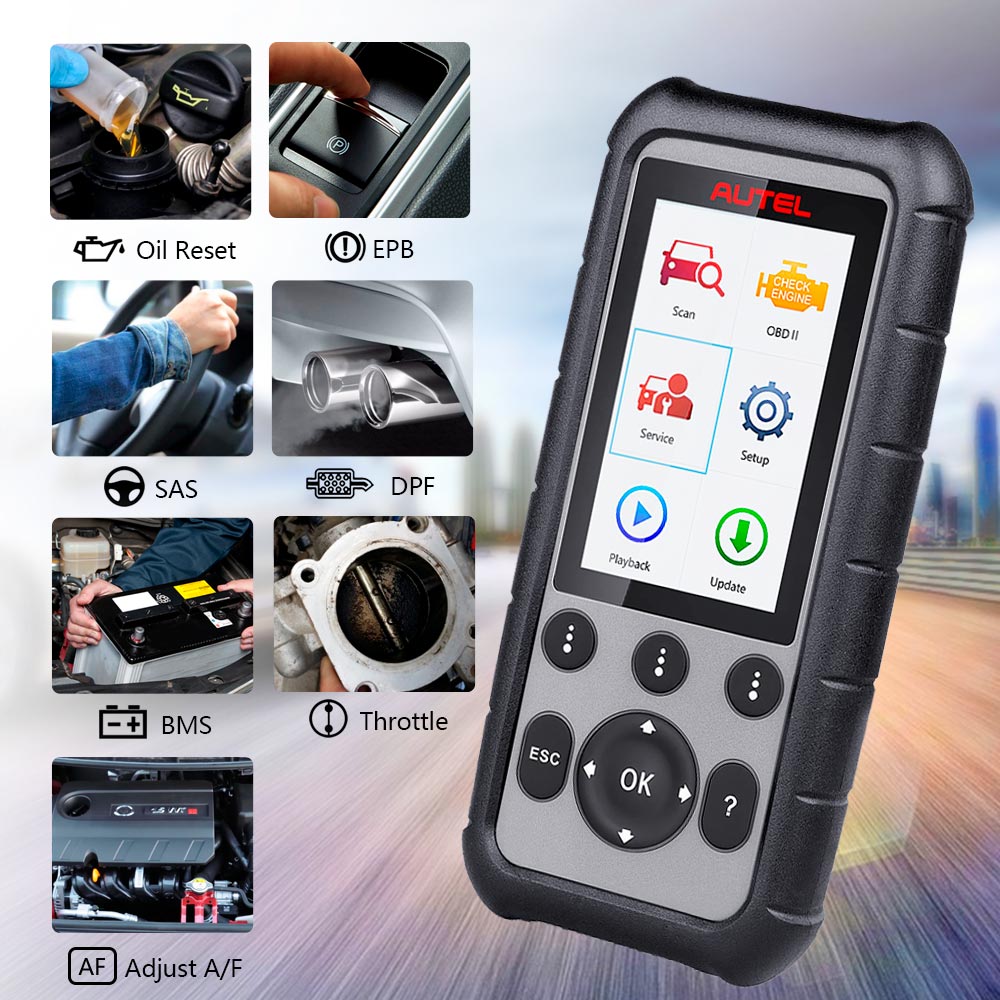 Oil Reset
EPB
SAS
DPF
BMS
Throttle
AF Adjust A/F
AUTEL
Scan
CHECK
ENGINE
OBD II
Service
Setup
Playback
Update
ESC
OK
?
P